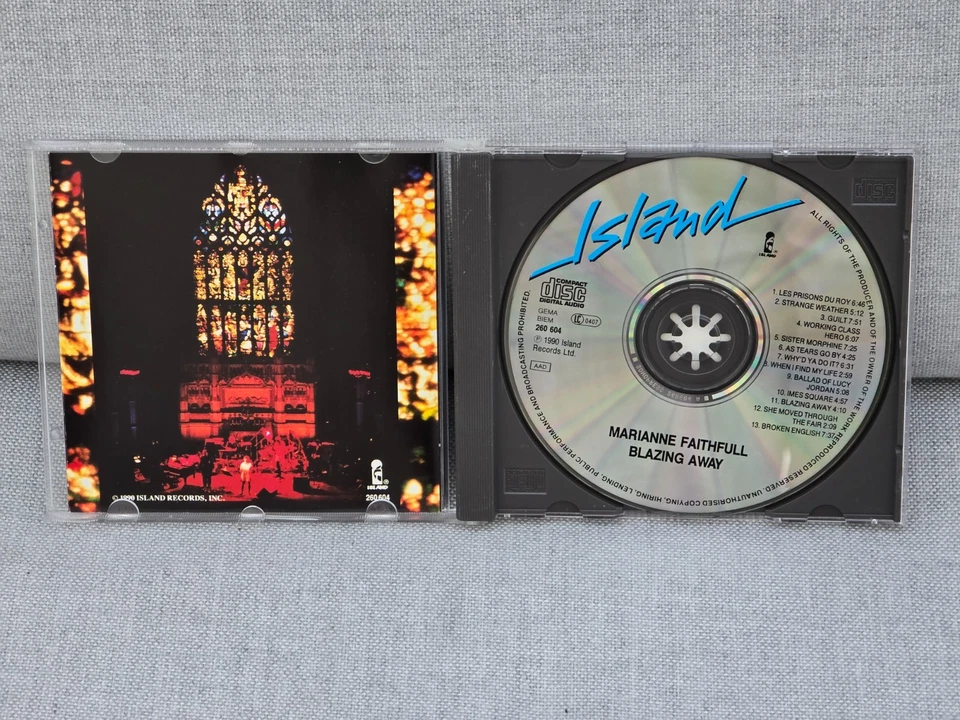 © 1990 ISLAND RECORDS, INC.
ISLAND
260 604
Island
ISLAND
COMPACT
disc
DIGITAL AUDIO
GEMA
BIEM
260 604
LC 0407
℗ 1990 Island
Records Ltd.
AAD
1. LES PRISONS DU ROY 6:46
2. STRANGE WEATHER 5:12
3. GUILT 7:51
4. WORKING CLASS
HERO 6:07
5. SISTER MORPHINE 7:25
6. AS TEARS GO BY 4:25
7. WHY'D YA DO IT? 6:31
8. WHEN I FIND MY LIFE 2:59
9. BALLAD OF LUCY
JORDAN 5:08
10. IMES SQUARE 4:57
11. BLAZING AWAY 4:10
12. SHE MOVED THROUGH
THE FAIR 2:09
13. BROKEN ENGLISH 7:37
MARIANNE FAITHFULL
BLAZING AWAY
ALL RIGHTS OF THE PRODUCER AND OF THE OWNER OF THE WORK REPRODUCED RESERVED. UNAUTHORISED COPYING, HIRING, LENDING, PUBLIC PERFORMANCE AND BROADCASTING PROHIBITED.
disc